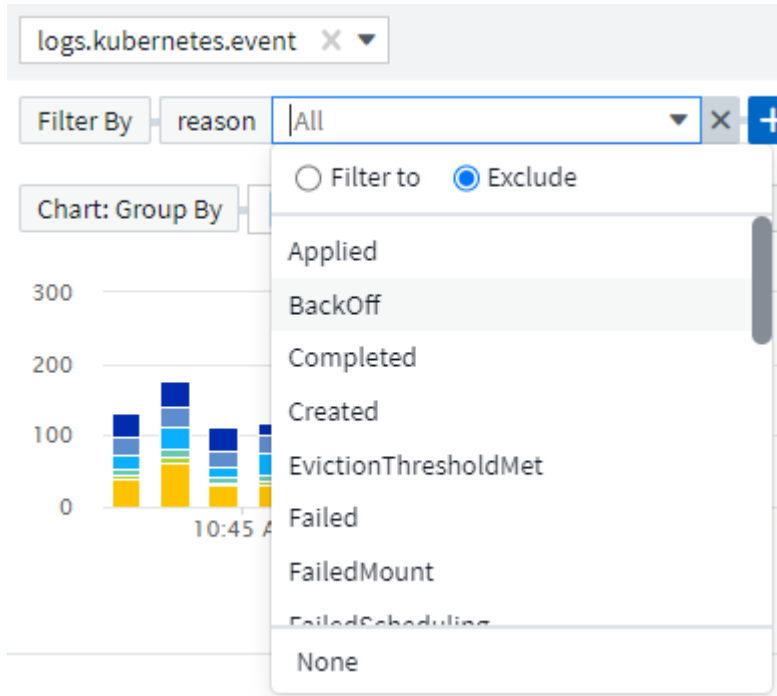 logs.kubernetes.event
Filter By reason All
Filter to Exclude
Chart: Group By
Applied
300
BackOff
Completed
200
Created
100
EvictionThresholdMet
0
Failed
10:45 A
FailedMount
FailedScheduling
None